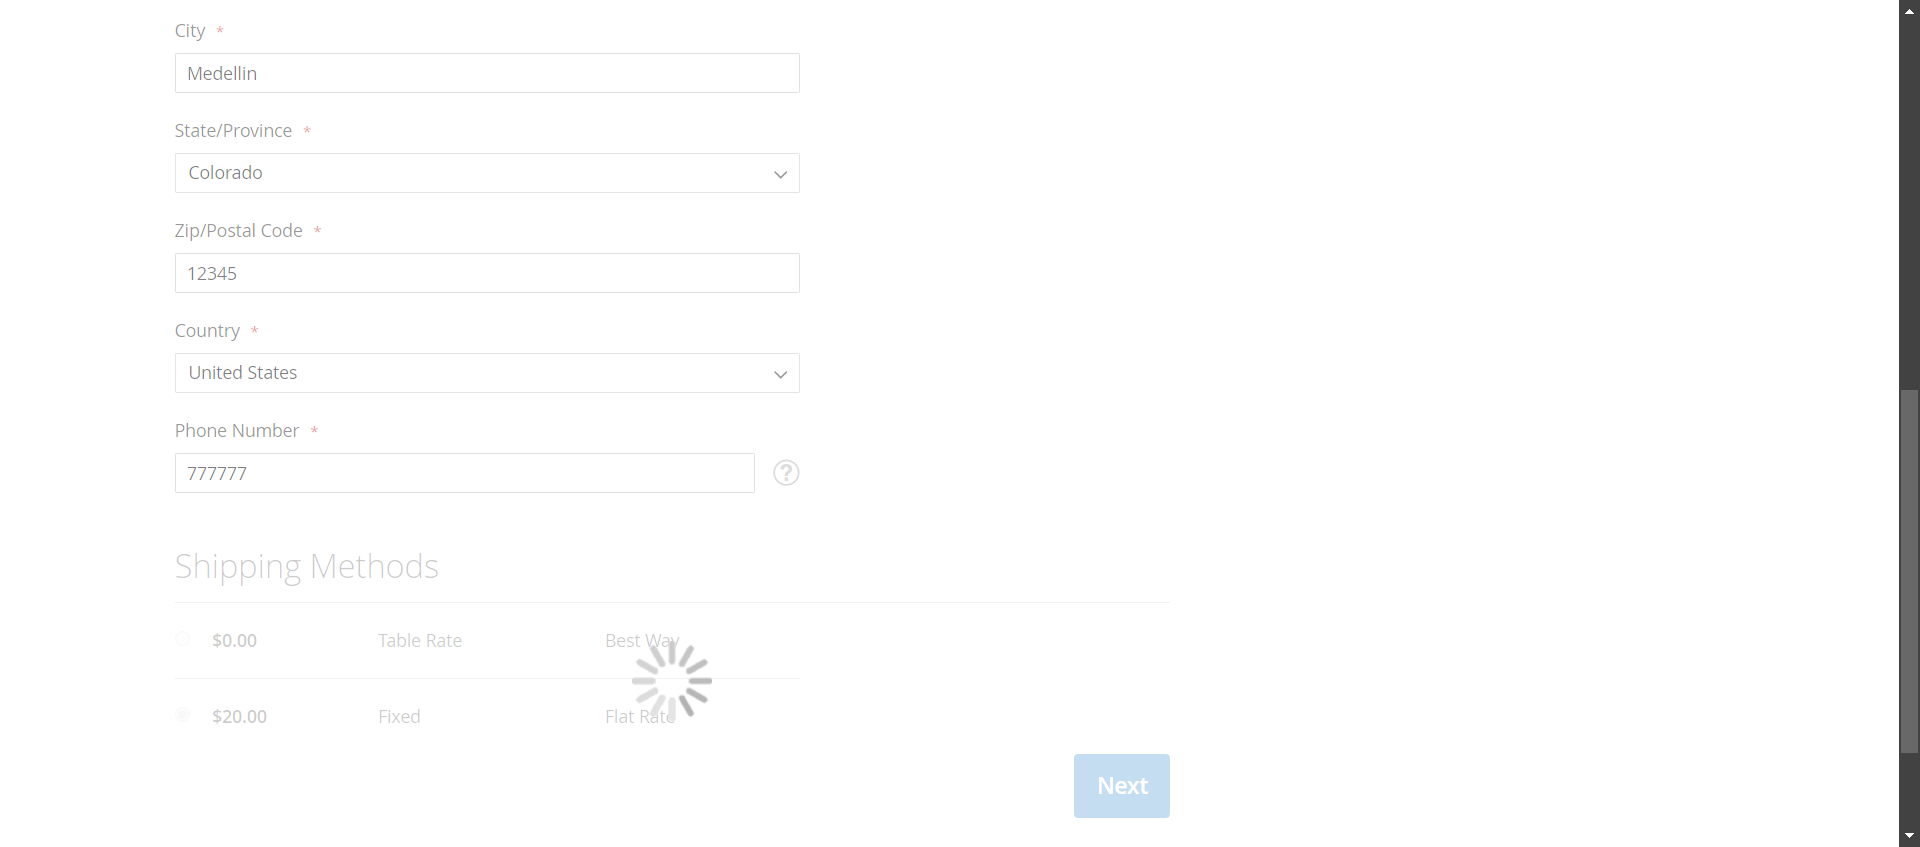 City *
Medellin
State/Province *
Colorado
Zip/Postal Code *
12345
Country *
United States
Phone Number *
777777
?
Shipping Methods
$0.00 Table Rate Best Way
$20.00 Fixed Flat Rate
Next